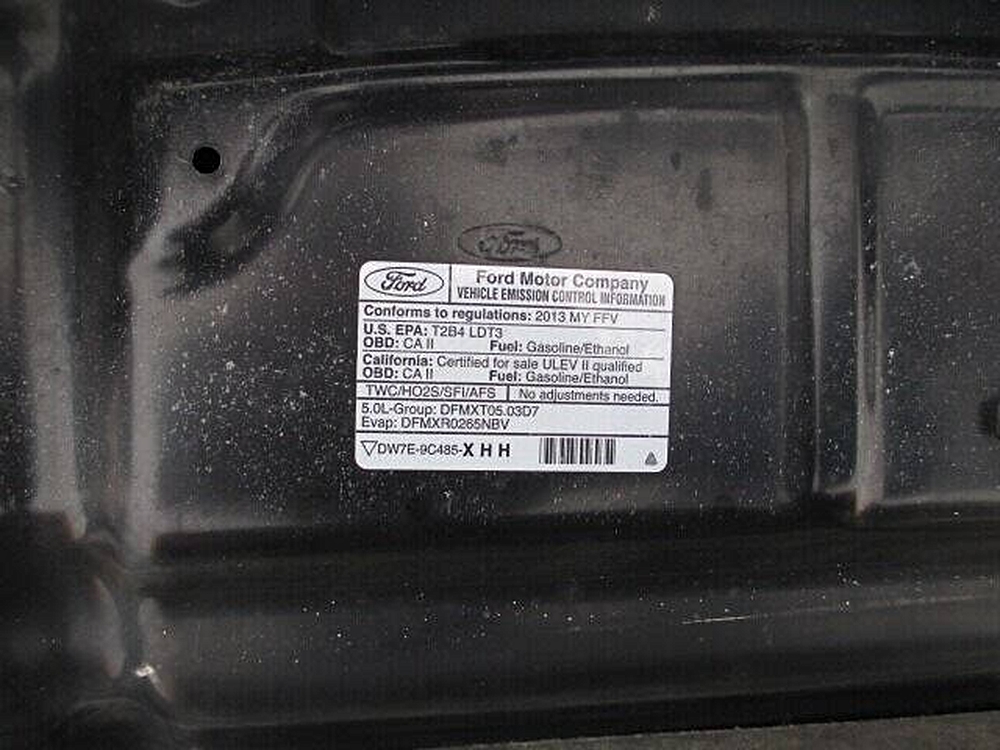 Ford
Ford
Ford Motor Company
VEHICLE EMISSION CONTROL INFORMATION
Conforms to regulations: 2013 MY FFV
U.S. EPA: T2B4 LDT3
OBD: CA II Fuel: Gasoline/Ethanol
California: Certified for sale ULEV II qualified
OBD: CA II Fuel: Gasoline/Ethanol
TWC/HO2S/SFI/AFS No adjustments needed.
5.0L-Group: DFMXT05.03D7
Evap: DFMXR0265NBV
DW7E-9C485-X H H